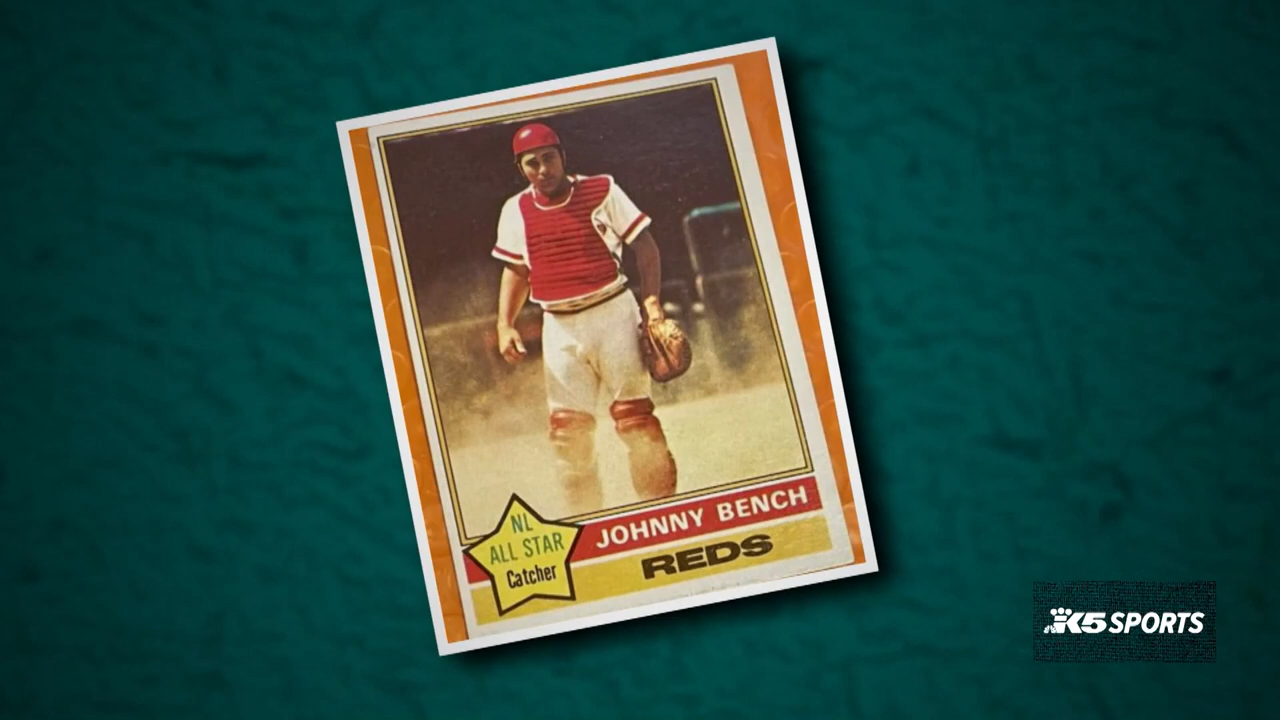 NL
ALL STAR
Catcher
JOHNNY BENCH
REDS
K5 SPORTS